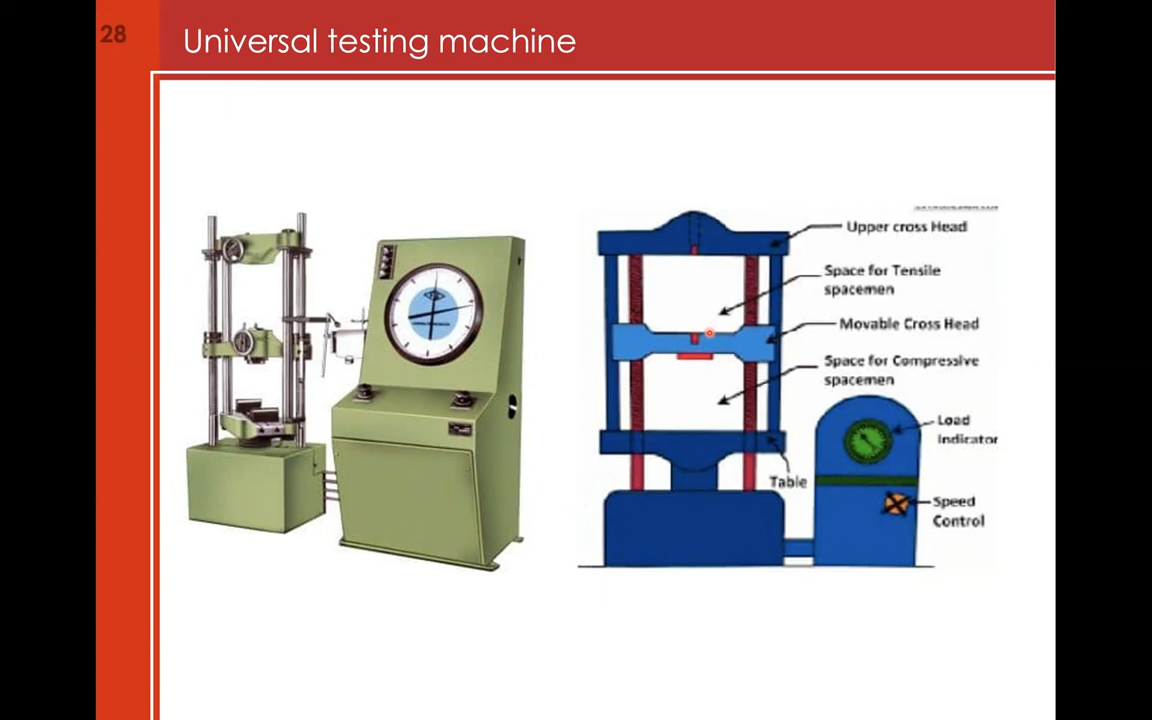 28
Universal testing machine
Upper cross Head
Space for Tensile
spacemen
Movable Cross Head
Space for Compressive
spacemen
Load
Indicator
Table
Speed
Control